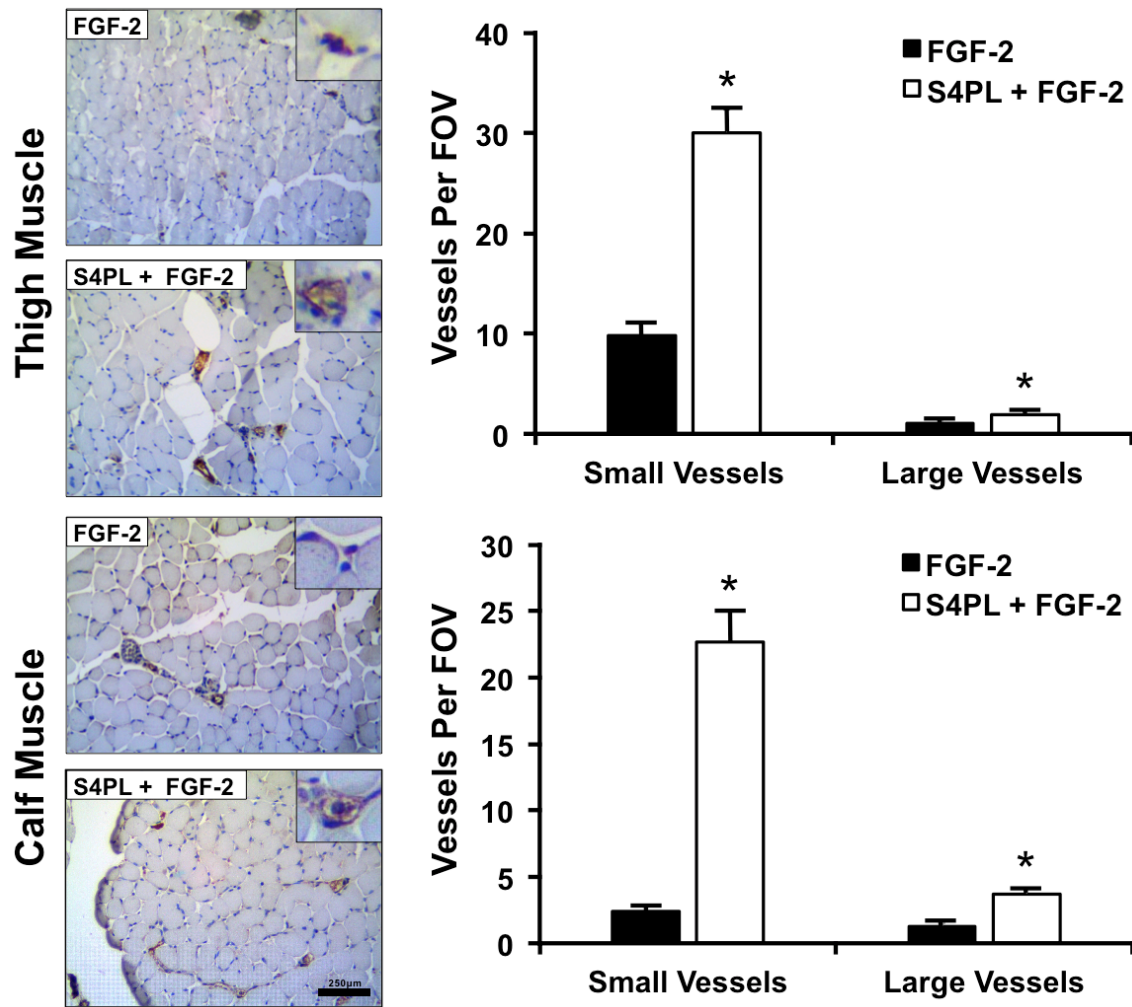 Thigh Muscle
FGF-2
S4PL + FGF-2
Vessels Per FOV
40
30
20
10
0
FGF-2
S4PL + FGF-2
*
*
Small Vessels
Large Vessels
Calf Muscle
FGF-2
S4PL + FGF-2
250µm
Vessels Per FOV
30
25
20
15
10
5
0
FGF-2
S4PL + FGF-2
*
*
Small Vessels
Large Vessels